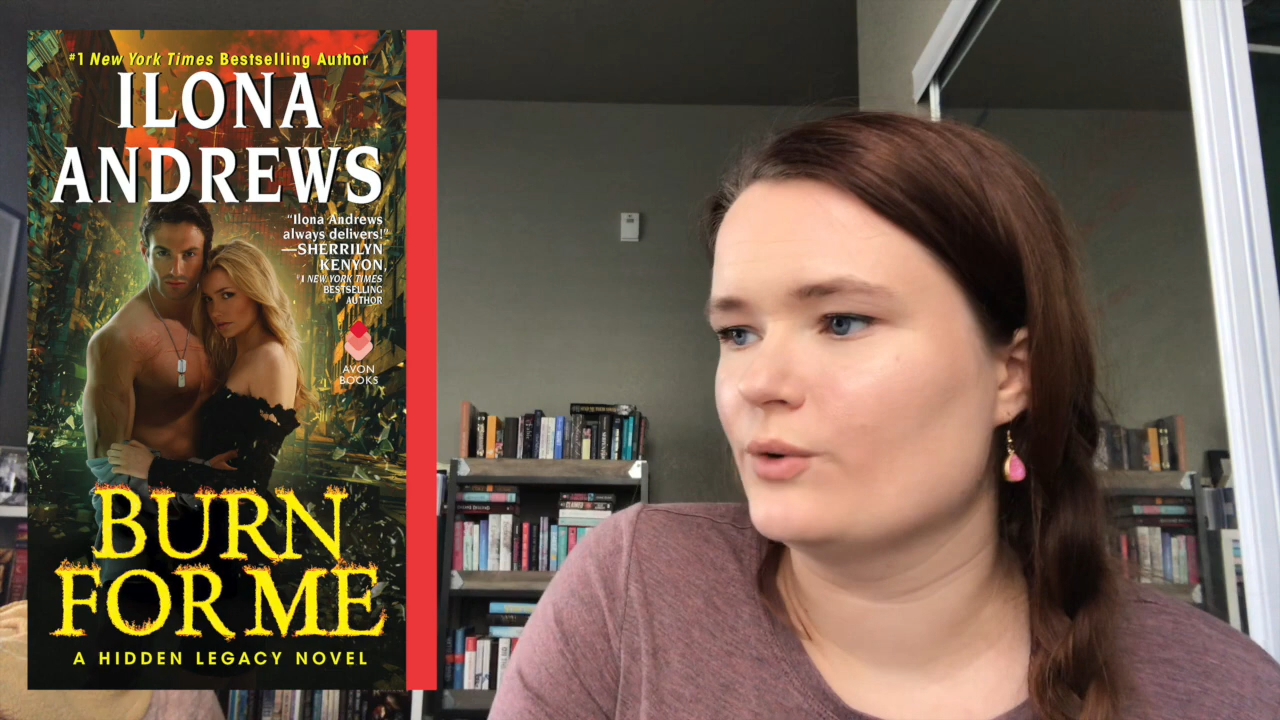 #1 New York Times Bestselling Author
ILONA
ANDREWS
“Ilona Andrews
always delivers!”
—SHERRILYN
KENYON,
#1 NEW YORK TIMES
BESTSELLING
AUTHOR
AVON
BOOKS
BURN
FOR ME
A HIDDEN LEGACY NOVEL